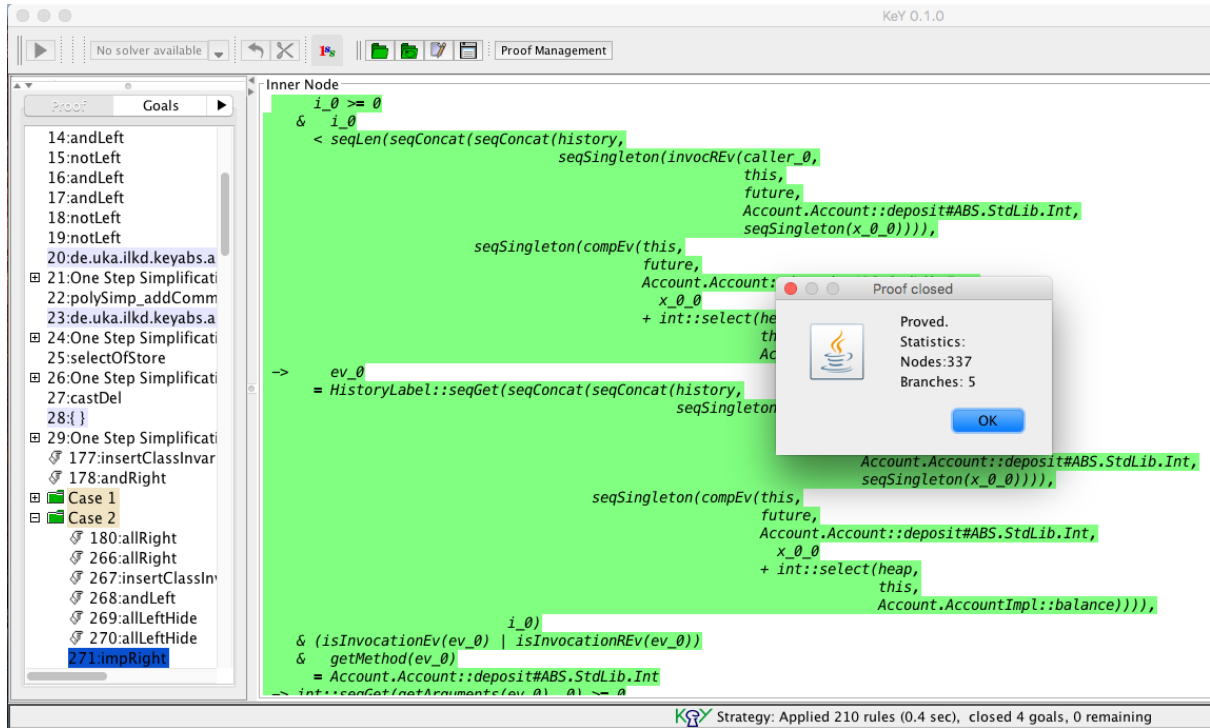 KeY 0.1.0
No solver available
Proof Management
Proof
Goals
14:andLeft
15:notLeft
16:andLeft
17:andLeft
18:notLeft
19:notLeft
20:de.uka.ilkd.keyabs.a
21:One Step Simplificati
22:polySimp_addComm
23:de.uka.ilkd.keyabs.a
24:One Step Simplificati
25:selectOfStore
26:One Step Simplificati
27:castDel
28:{ }
29:One Step Simplificati
177:insertClassInvar
178:andRight
Case 1
Case 2
180:allRight
266:allRight
267:insertClassInv
268:andLeft
269:allLeftHide
270:allLeftHide
271:impRight
Inner Node
i_0 >= 0
& i_0
< seqLen(seqConcat(seqConcat(history,
seqSingleton(invocREv(caller_0,
this,
future,
Account.Account::deposit#ABS.StdLib.Int,
seqSingleton(x_0_0)))),
seqSingleton(compEv(this,
future,
Account.Account:
x_0_0
+ int::select(he
th
Ac
-> ev_0
= HistoryLabel::seqGet(seqConcat(seqConcat(history,
seqSingleton
Account.Account::deposit#ABS.StdLib.Int,
seqSingleton(x_0_0)))),
seqSingleton(compEv(this,
future,
Account.Account::deposit#ABS.StdLib.Int,
x_0_0
+ int::select(heap,
this,
Account.AccountImpl::balance)))),
i_0)
& (isInvocationEv(ev_0) | isInvocationREv(ev_0))
& getMethod(ev_0)
= Account.Account::deposit#ABS.StdLib.Int
-> int::seqGet(getArguments(ev_0), 0) >= 0
Proof closed
Proved.
Statistics:
Nodes:337
Branches: 5
OK
KeY Strategy: Applied 210 rules (0.4 sec), closed 4 goals, 0 remaining